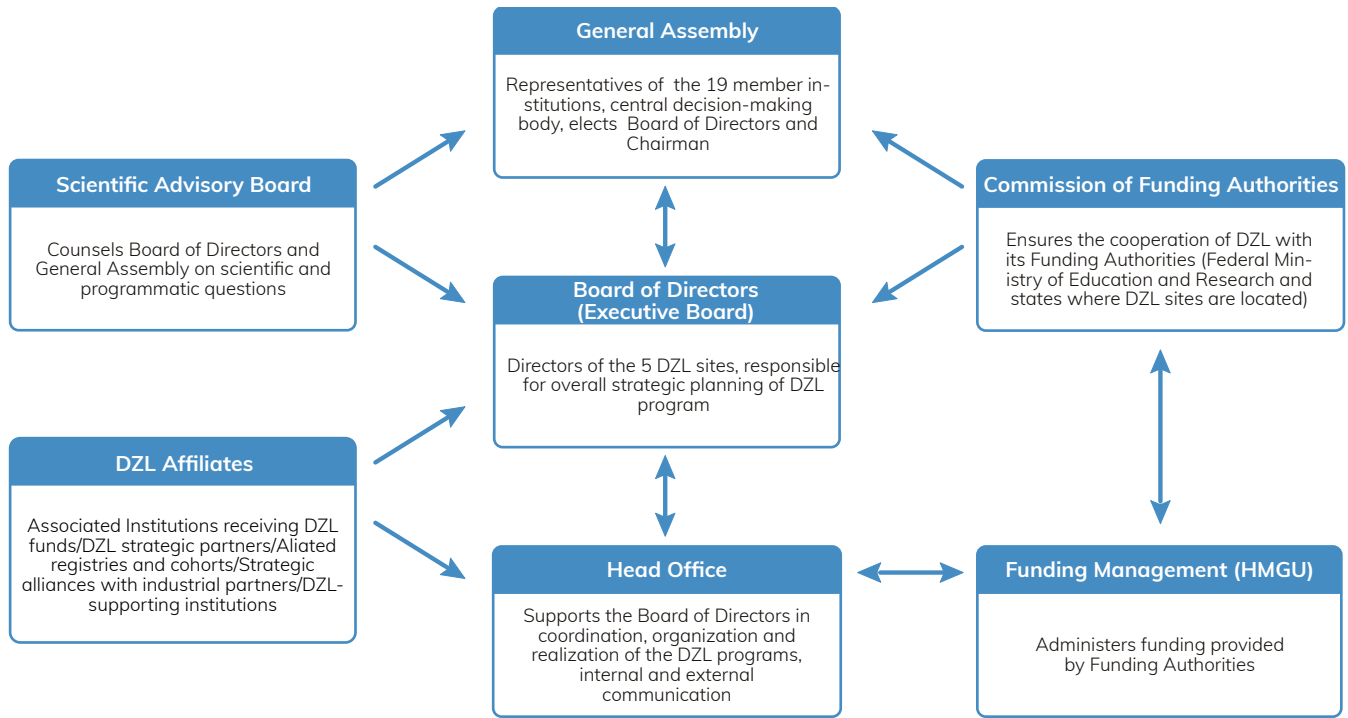 General Assembly
Representatives of the 19 member in-
stitutions, central decision-making
body, elects Board of Directors and
Chairman
Scientific Advisory Board
Counsels Board of Directors and
General Assembly on scientific and
programmatic questions
Commission of Funding Authorities
Ensures the cooperation of DZL with
its Funding Authorities (Federal Min-
istry of Education and Research and
states where DZL sites are located)
Board of Directors
(Executive Board)
Directors of the 5 DZL sites, responsible
for overall strategic planning of DZL
program
DZL Affiliates
Associated Institutions receiving DZL
funds/DZL strategic partners/Aliated
registries and cohorts/Strategic
alliances with industrial partners/DZL-
supporting institutions
Head Office
Supports the Board of Directors in
coordination, organization and
realization of the DZL programs,
internal and external
communication
Funding Management (HMGU)
Administers funding provided
by Funding Authorities